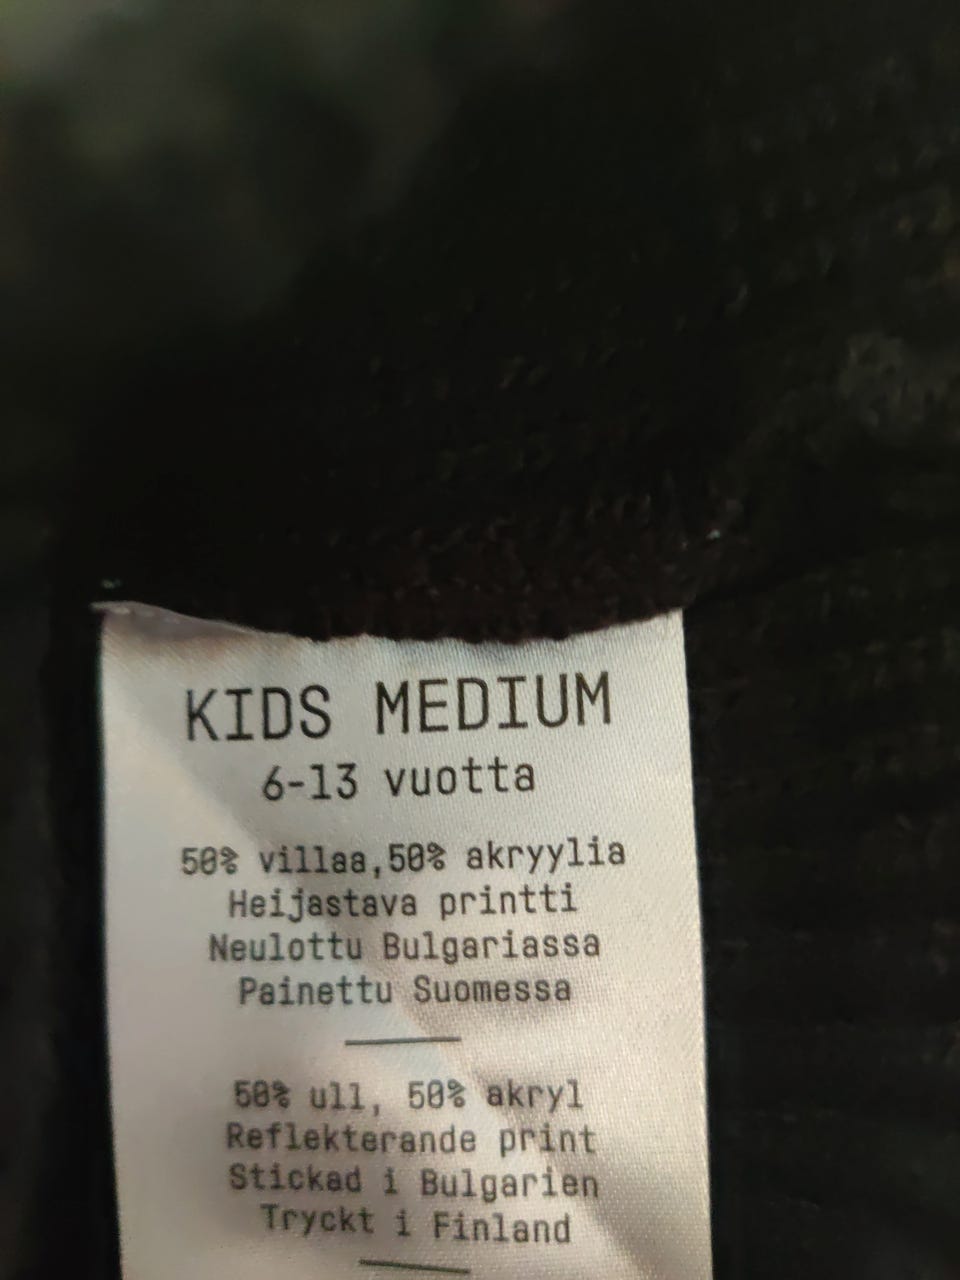 KIDS MEDIUM
6-13 vuotta
50% villaa,50% akryylia
Heijastava printti
Neulottu Bulgariassa
Painettu Suomessa
50% ull, 50% akryl
Reflekterande print
Stickad i Bulgarien
Tryckt i Finland